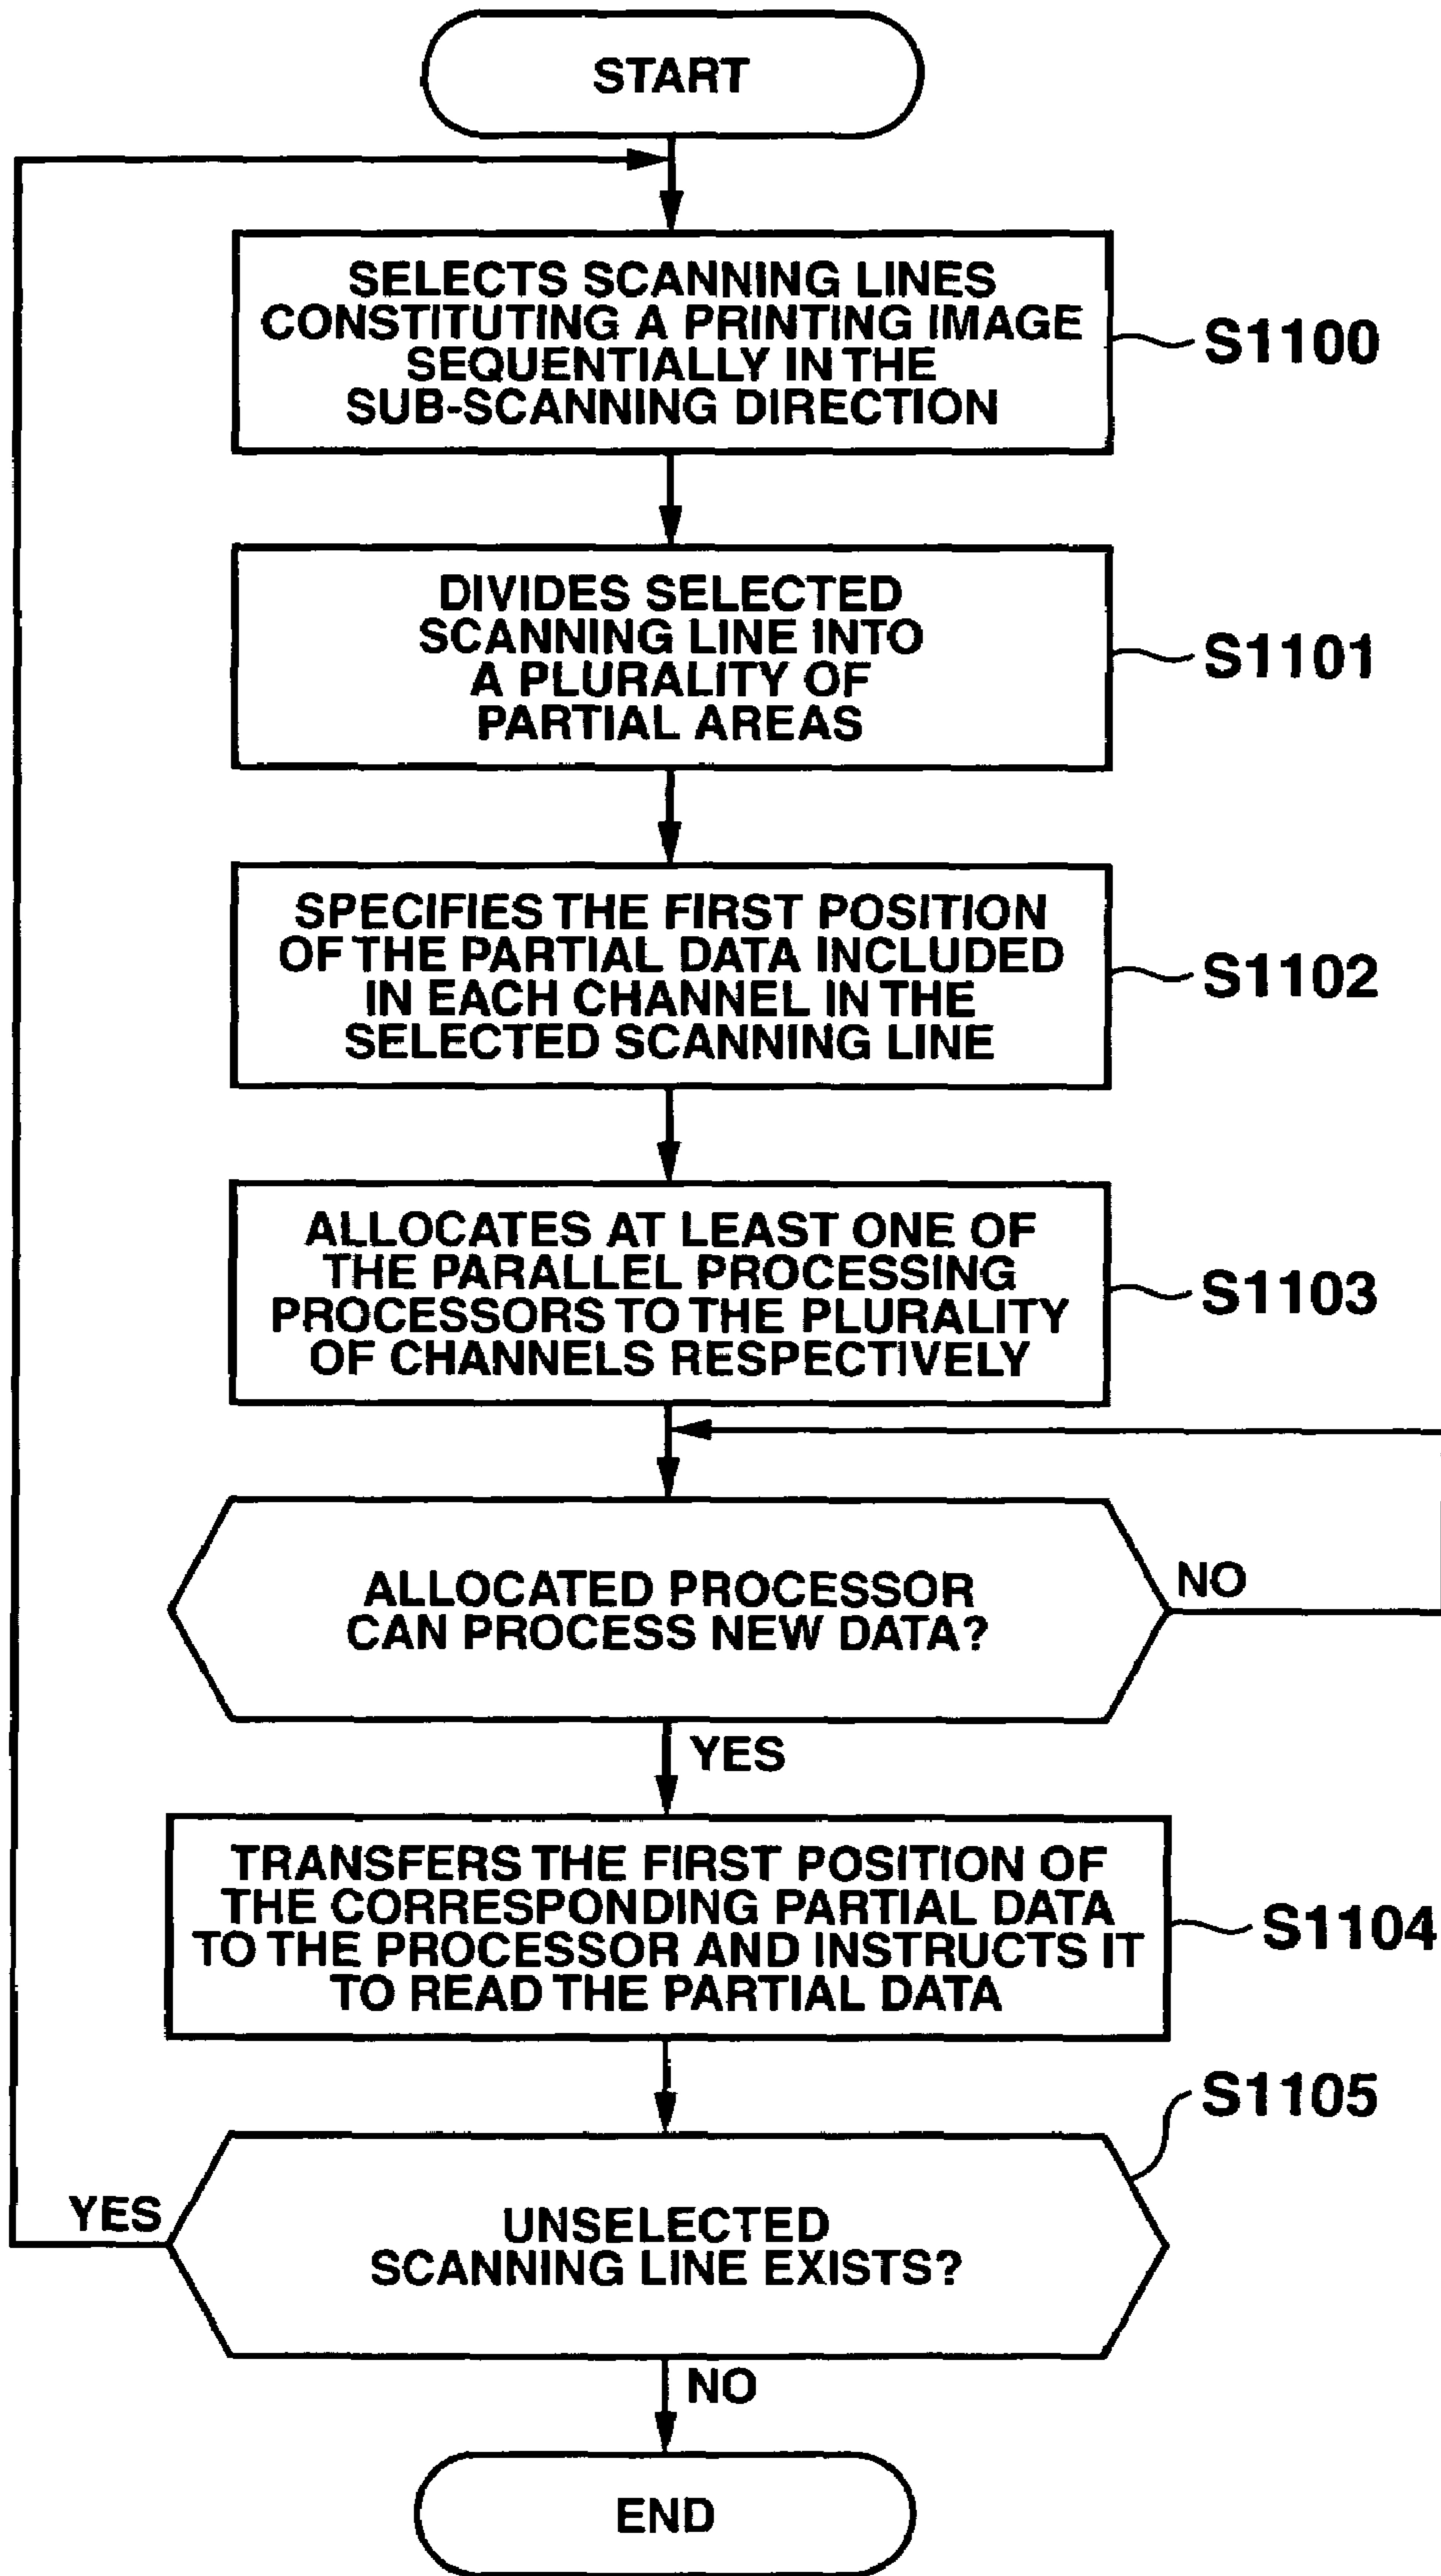 START
SELECTS SCANNING LINES
CONSTITUTING A PRINTING IMAGE
SEQUENTIALLY IN THE
SUB-SCANNING DIRECTION
S1100
DIVIDES SELECTED
SCANNING LINE INTO
A PLURALITY OF
PARTIAL AREAS
S1101
SPECIFIES THE FIRST POSITION
OF THE PARTIAL DATA INCLUDED
IN EACH CHANNEL IN THE
SELECTED SCANNING LINE
S1102
ALLOCATES AT LEAST ONE OF
THE PARALLEL PROCESSING
PROCESSORS TO THE PLURALITY
OF CHANNELS RESPECTIVELY
S1103
ALLOCATED PROCESSOR
CAN PROCESS NEW DATA?
NO
YES
TRANSFERS THE FIRST POSITION OF
THE CORRESPONDING PARTIAL DATA
TO THE PROCESSOR AND INSTRUCTS IT
TO READ THE PARTIAL DATA
S1104
S1105
YES
UNSELECTED
SCANNING LINE EXISTS?
NO
END